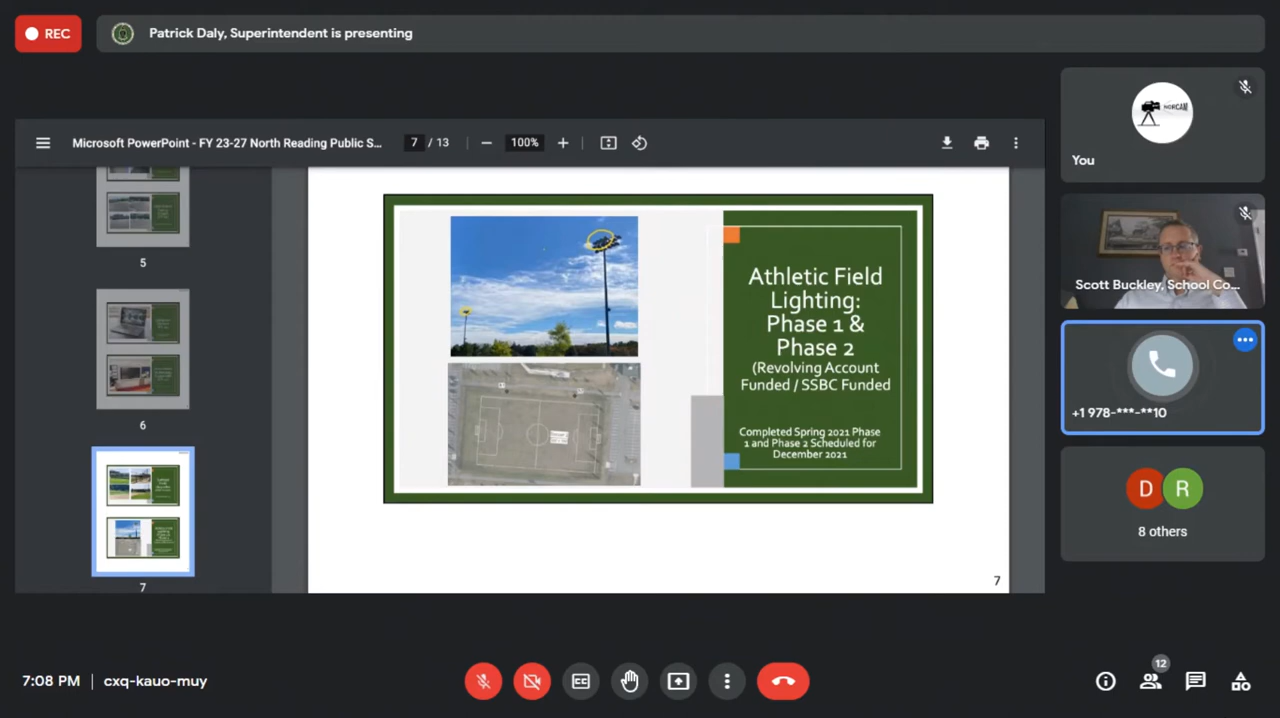 REC
Patrick Daly, Superintendent is presenting
Microsoft PowerPoint - FY 23-27 North Reading Public S...
7 / 13
100%
5
6
7
Athletic Field
Lighting:
Phase 1 &
Phase 2
(Revolving Account
Funded / SSBC Funded
Completed Spring 2021 Phase
1 and Phase 2 Scheduled for
December 2021
7
NORCAM
You
Scott Buckley, School Co...
+1 978-***-**10
D R
8 others
7:08 PM | cxq-kauo-muy
CC
12